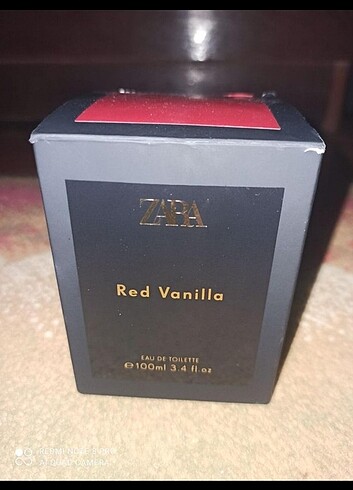 ZARA
Red Vanilla
EAU DE TOILETTE
℮100ml 3.4 fl.oz